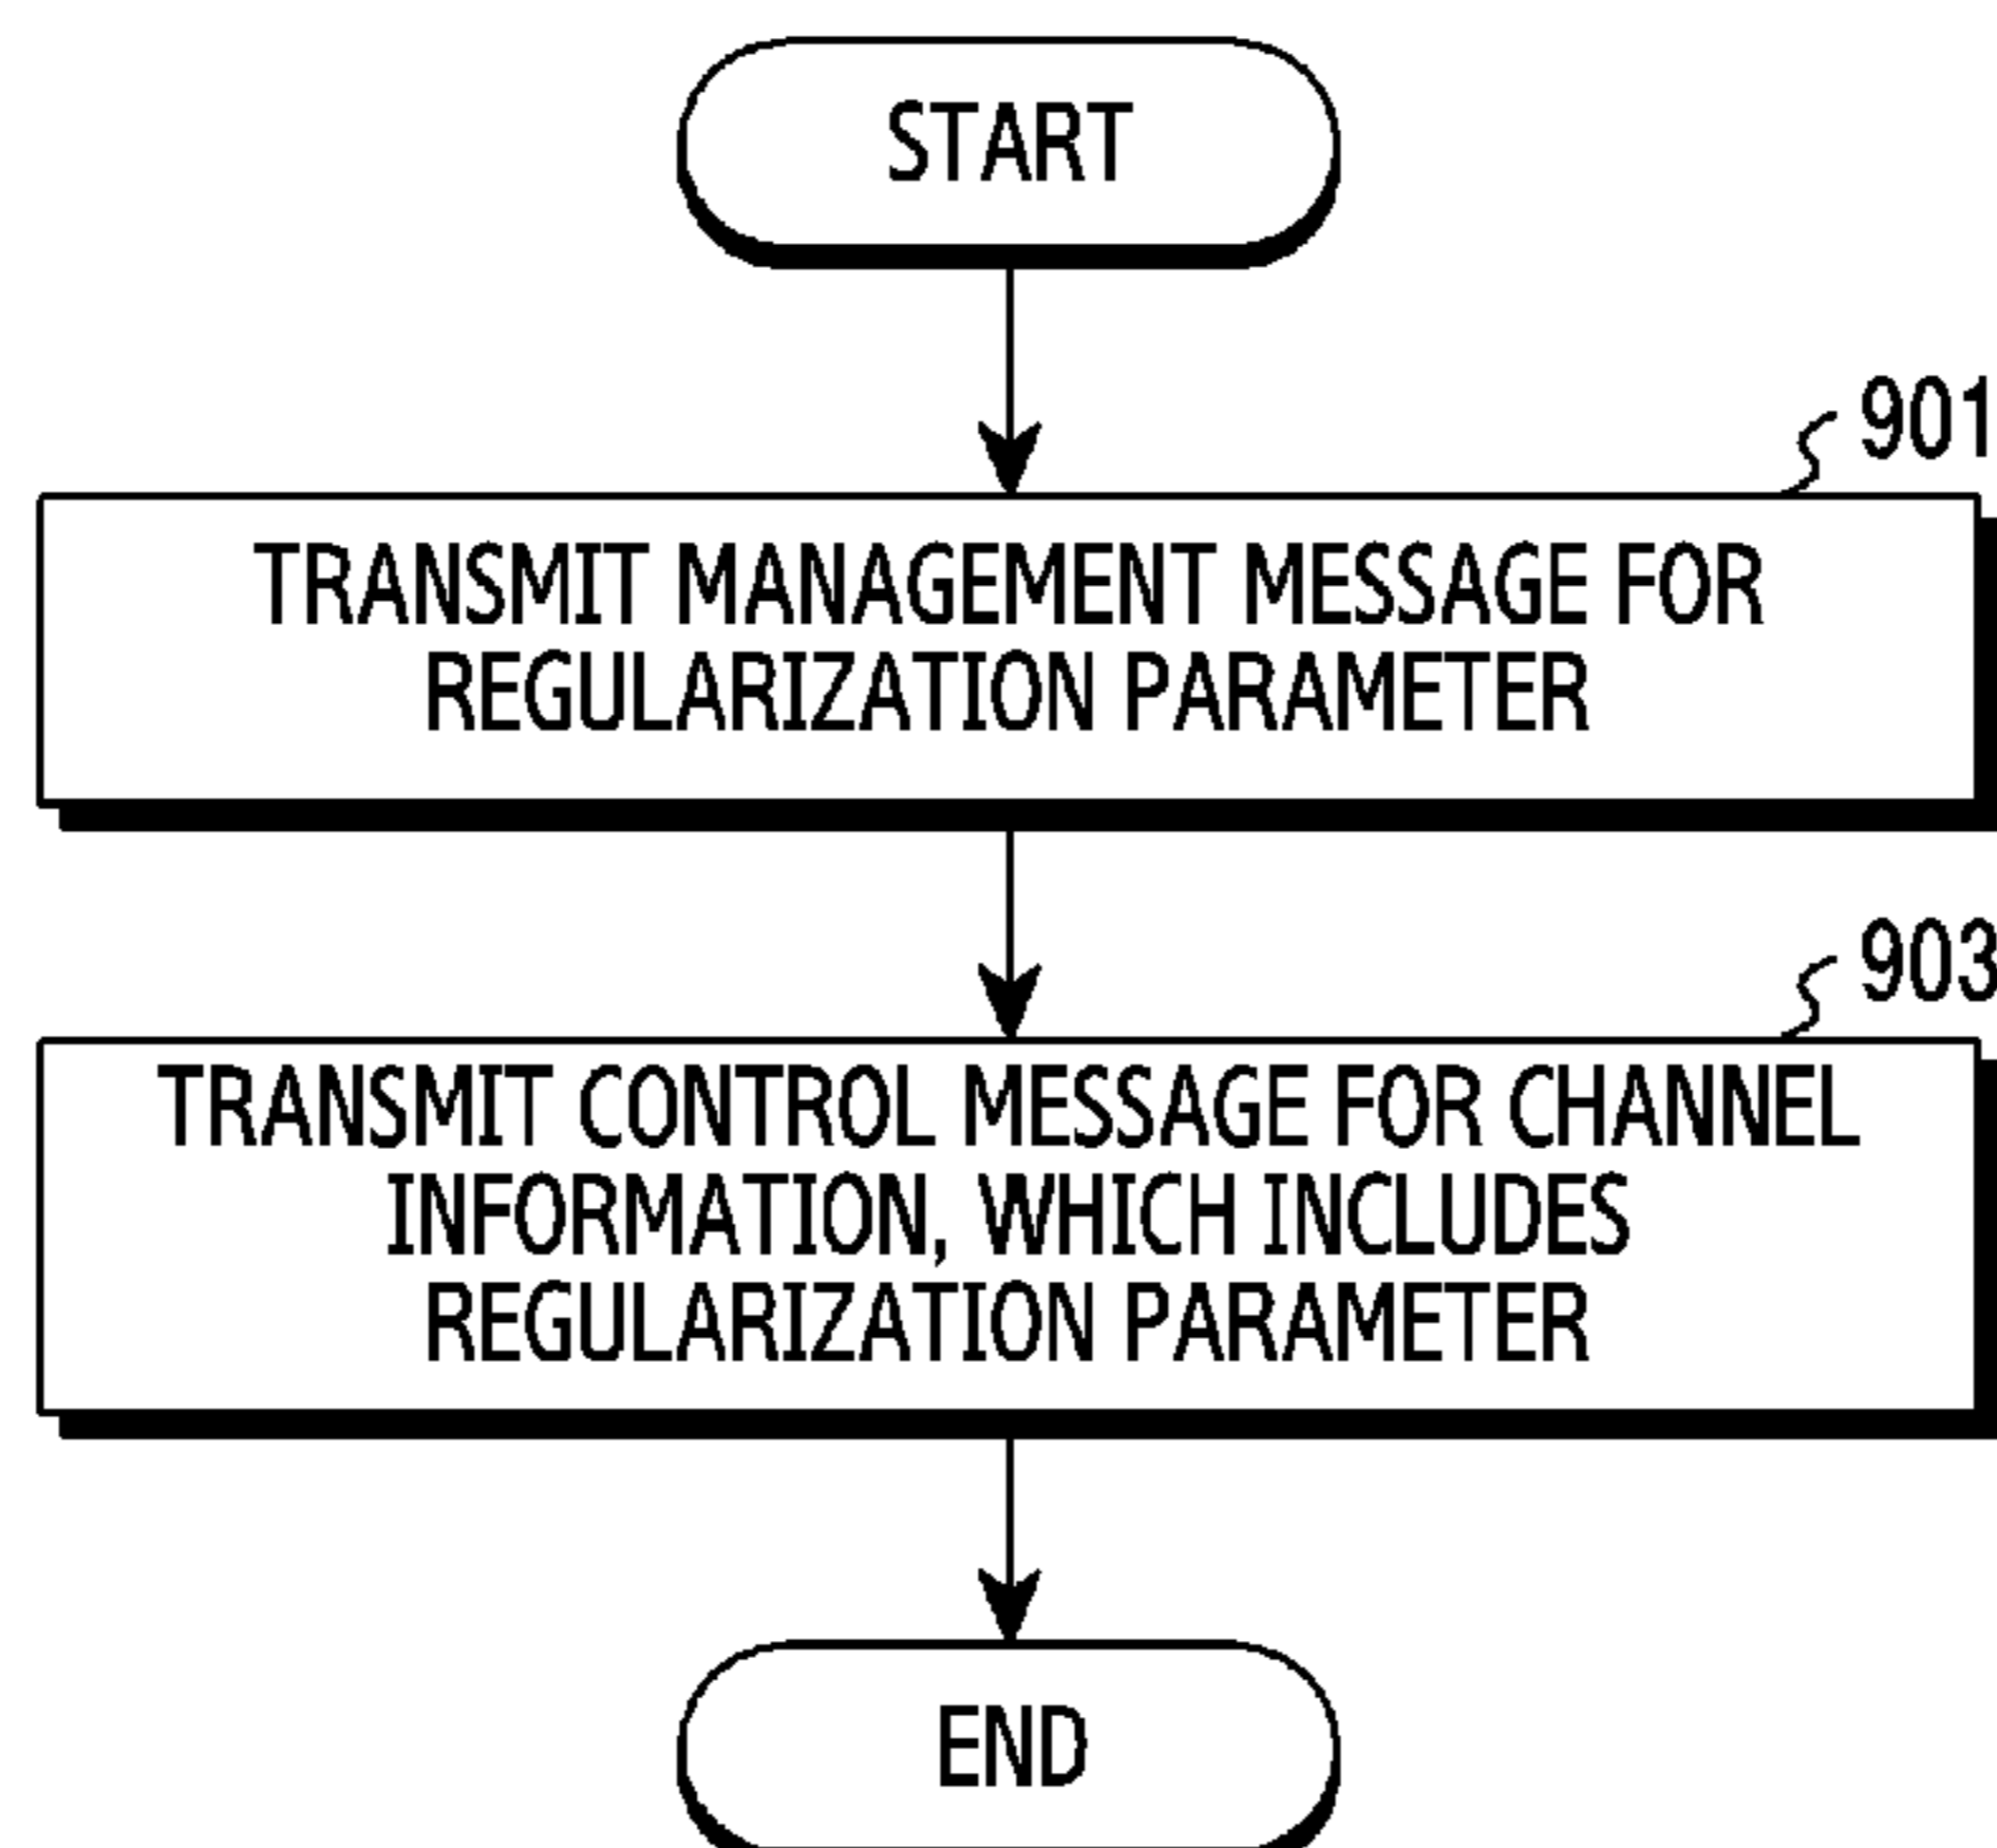 START
901
TRANSMIT MANAGEMENT MESSAGE FOR
REGULARIZATION PARAMETER
903
TRANSMIT CONTROL MESSAGE FOR CHANNEL
INFORMATION, WHICH INCLUDES
REGULARIZATION PARAMETER
END